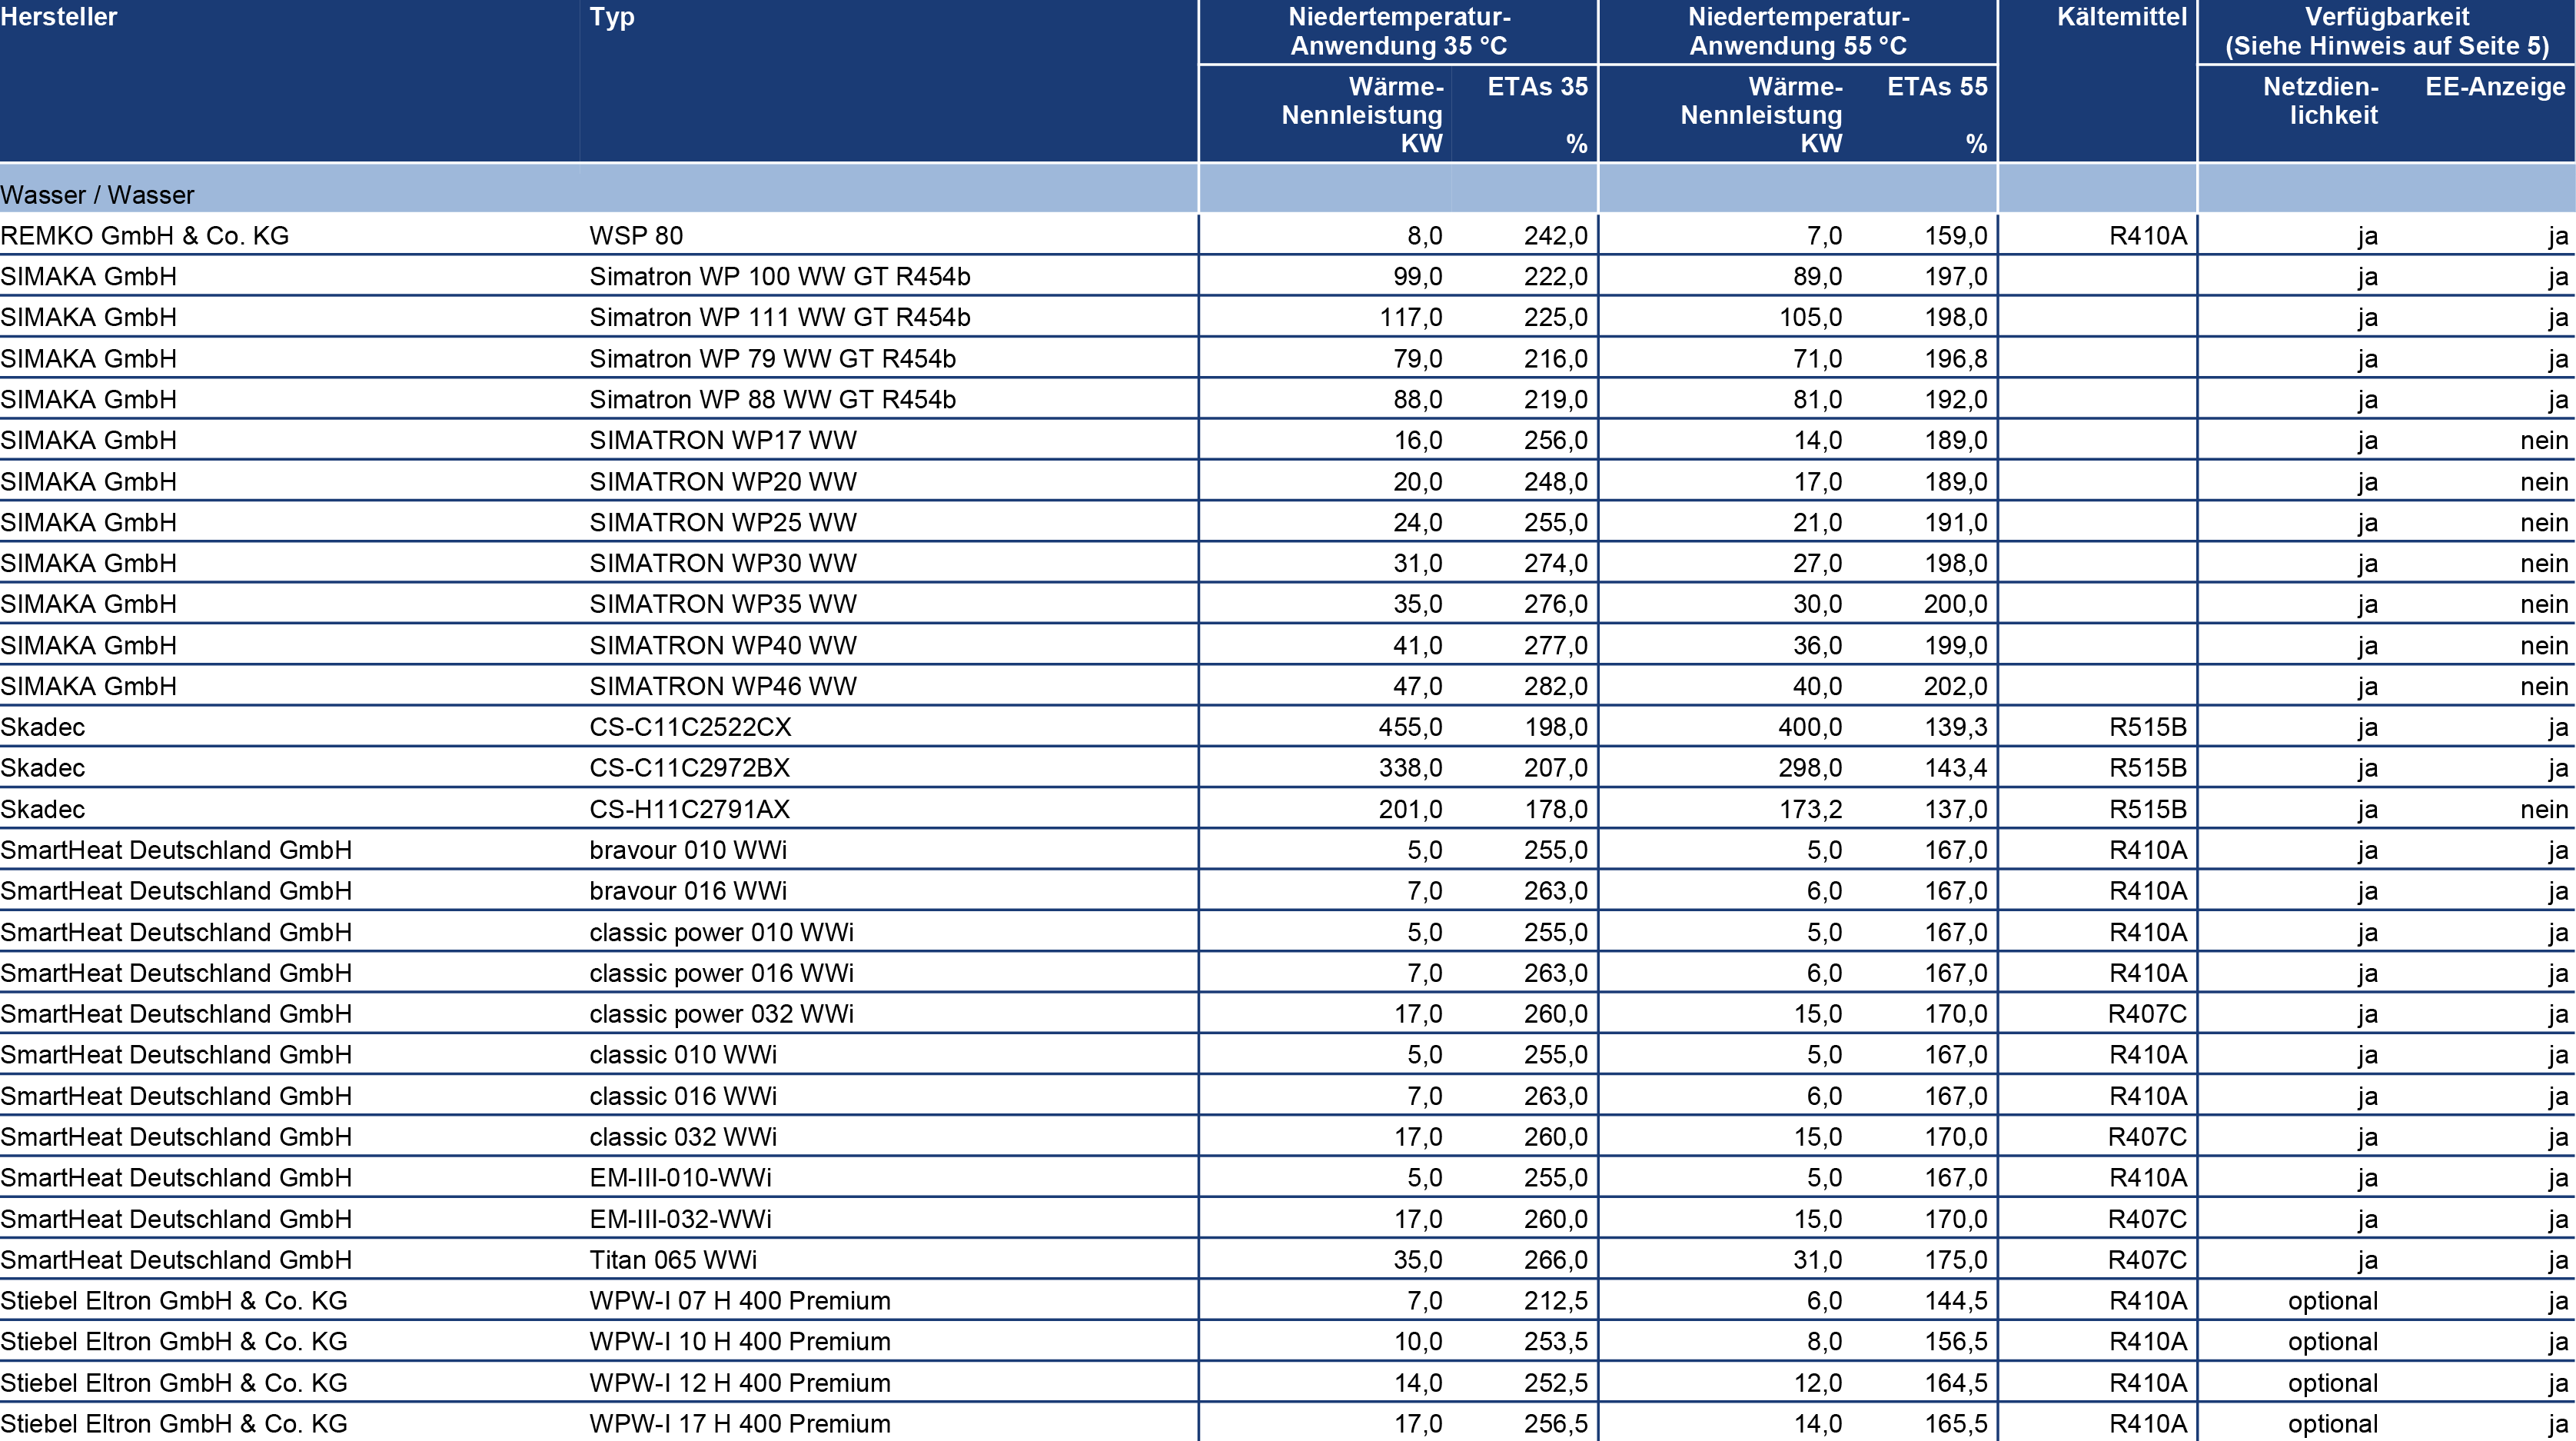 Hersteller Typ Niedertemperatur- Niedertemperatur- Kältemittel Verfügbarkeit
Anwendung 35 °C Anwendung 55 °C (Siehe Hinweis auf Seite 5)
Wärme- ETAs 35 Wärme- ETAs 55 Netzdien- EE-Anzeige
Nennleistung Nennleistung lichkeit
KW % KW %
Wasser / Wasser
REMKO GmbH & Co. KG WSP 80 8,0 242,0 7,0 159,0 R410A ja ja
SIMAKA GmbH Simatron WP 100 WW GT R454b 99,0 222,0 89,0 197,0 ja ja
SIMAKA GmbH Simatron WP 111 WW GT R454b 117,0 225,0 105,0 198,0 ja ja
SIMAKA GmbH Simatron WP 79 WW GT R454b 79,0 216,0 71,0 196,8 ja ja
SIMAKA GmbH Simatron WP 88 WW GT R454b 88,0 219,0 81,0 192,0 ja ja
SIMAKA GmbH SIMATRON WP17 WW 16,0 256,0 14,0 189,0 ja nein
SIMAKA GmbH SIMATRON WP20 WW 20,0 248,0 17,0 189,0 ja nein
SIMAKA GmbH SIMATRON WP25 WW 24,0 255,0 21,0 191,0 ja nein
SIMAKA GmbH SIMATRON WP30 WW 31,0 274,0 27,0 198,0 ja nein
SIMAKA GmbH SIMATRON WP35 WW 35,0 276,0 30,0 200,0 ja nein
SIMAKA GmbH SIMATRON WP40 WW 41,0 277,0 36,0 199,0 ja nein
SIMAKA GmbH SIMATRON WP46 WW 47,0 282,0 40,0 202,0 ja nein
Skadec CS-C11C2522CX 455,0 198,0 400,0 139,3 R515B ja ja
Skadec CS-C11C2972BX 338,0 207,0 298,0 143,4 R515B ja ja
Skadec CS-H11C2791AX 201,0 178,0 173,2 137,0 R515B ja nein
SmartHeat Deutschland GmbH bravour 010 WWi 5,0 255,0 5,0 167,0 R410A ja ja
SmartHeat Deutschland GmbH bravour 016 WWi 7,0 263,0 6,0 167,0 R410A ja ja
SmartHeat Deutschland GmbH classic power 010 WWi 5,0 255,0 5,0 167,0 R410A ja ja
SmartHeat Deutschland GmbH classic power 016 WWi 7,0 263,0 6,0 167,0 R410A ja ja
SmartHeat Deutschland GmbH classic power 032 WWi 17,0 260,0 15,0 170,0 R407C ja ja
SmartHeat Deutschland GmbH classic 010 WWi 5,0 255,0 5,0 167,0 R410A ja ja
SmartHeat Deutschland GmbH classic 016 WWi 7,0 263,0 6,0 167,0 R410A ja ja
SmartHeat Deutschland GmbH classic 032 WWi 17,0 260,0 15,0 170,0 R407C ja ja
SmartHeat Deutschland GmbH EM-III-010-WWi 5,0 255,0 5,0 167,0 R410A ja ja
SmartHeat Deutschland GmbH EM-III-032-WWi 17,0 260,0 15,0 170,0 R407C ja ja
SmartHeat Deutschland GmbH Titan 065 WWi 35,0 266,0 31,0 175,0 R407C ja ja
Stiebel Eltron GmbH & Co. KG WPW-I 07 H 400 Premium 7,0 212,5 6,0 144,5 R410A optional ja
Stiebel Eltron GmbH & Co. KG WPW-I 10 H 400 Premium 10,0 253,5 8,0 156,5 R410A optional ja
Stiebel Eltron GmbH & Co. KG WPW-I 12 H 400 Premium 14,0 252,5 12,0 164,5 R410A optional ja
Stiebel Eltron GmbH & Co. KG WPW-I 17 H 400 Premium 17,0 256,5 14,0 165,5 R410A optional ja